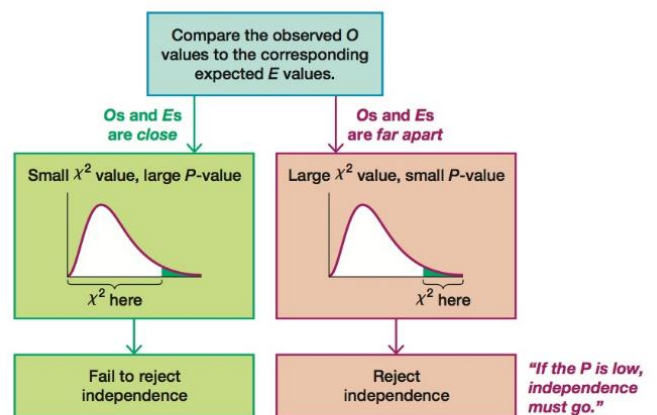 Compare the observed O
values to the corresponding
expected E values.
Os and Es
are close
Os and Es
are far apart
Small χ² value, large P-value
χ² here
Large χ² value, small P-value
χ² here
Fail to reject
independence
Reject
independence
"If the P is low,
independence
must go."